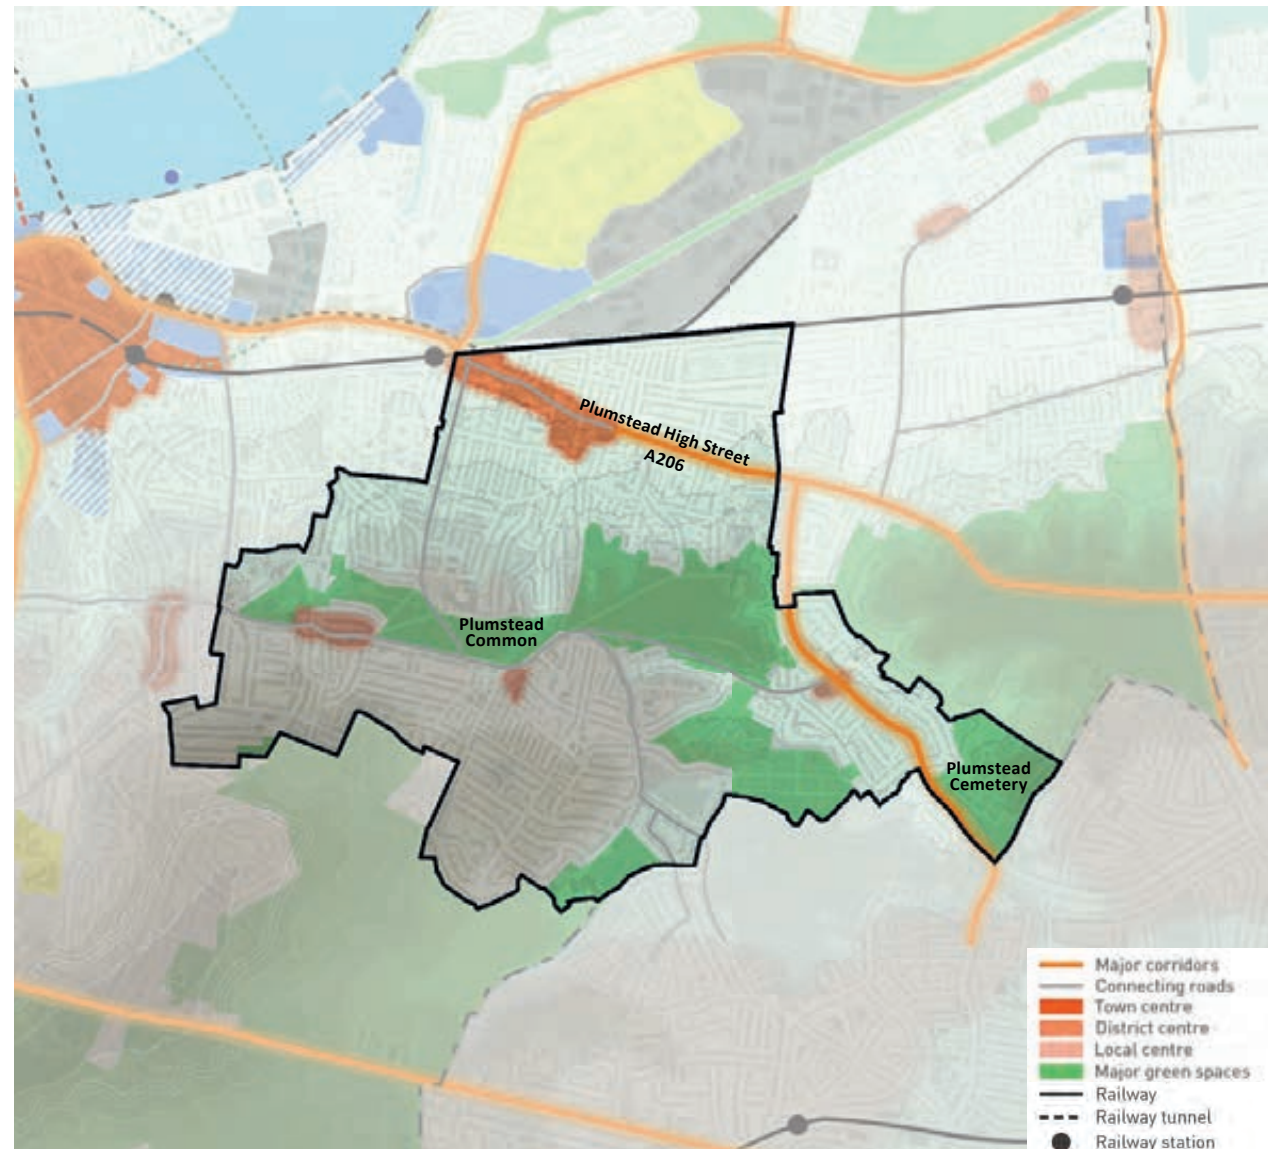 Plumstead High Street
A206
Plumstead
Common
Plumstead
Cemetery
Major corridors
Connecting roads
Town centre
District centre
Local centre
Major green spaces
Railway
Railway tunnel
Railway station